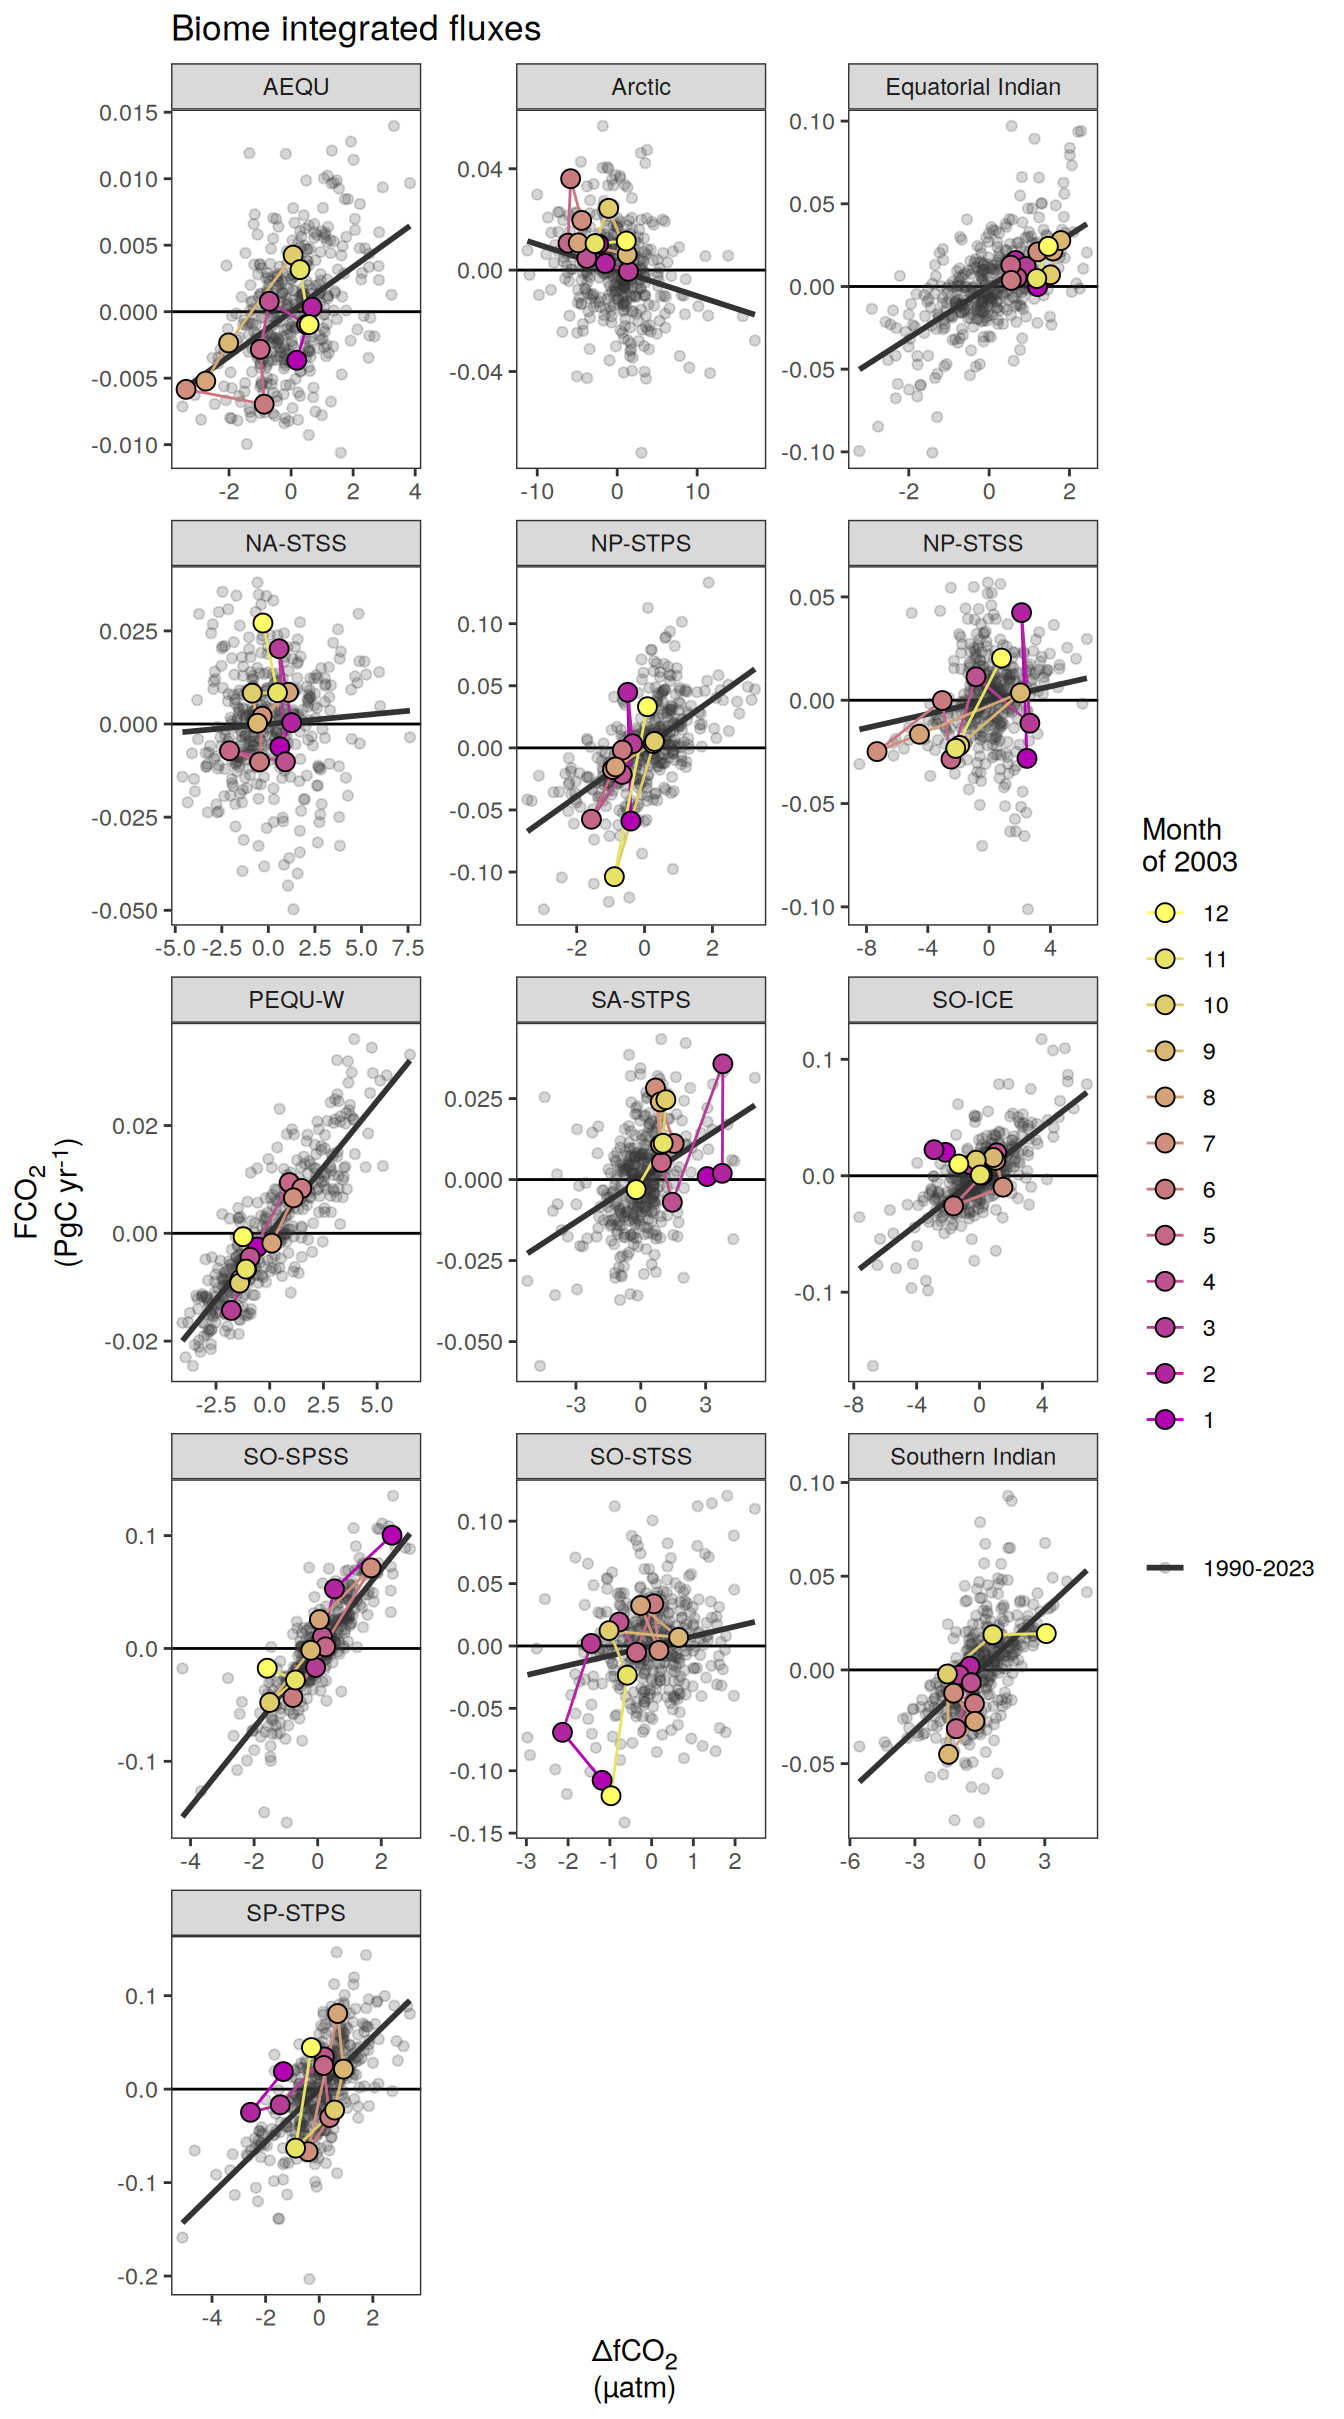 Biome integrated fluxes
AEQU
Arctic
Equatorial Indian
0.015
0.010
0.005
0.000
-0.005
-0.010
0.04
0.00
-0.04
0.10
0.05
0.00
-0.05
-0.10
-2 0 2 4
-10 0 10
-2 0 2
NA-STSS
NP-STPS
NP-STSS
0.025
0.000
-0.025
-0.050
0.10
0.05
0.00
-0.05
-0.10
0.05
0.00
-0.05
-0.10
-5.0 -2.5 0.0 2.5 5.0 7.5
-2 0 2
-8 -4 0 4
PEQU-W
SA-STPS
SO-ICE
0.02
0.00
-0.02
0.025
0.000
-0.025
-0.050
0.1
0.0
-0.1
-2.5 0.0 2.5 5.0
-3 0 3
-8 -4 0 4
SO-SPSS
SO-STSS
Southern Indian
0.1
0.0
-0.1
0.10
0.05
0.00
-0.05
-0.10
-0.15
0.10
0.05
0.00
-0.05
-4 -2 0 2
-3 -2 -1 0 1 2
-6 -3 0 3
SP-STPS
0.1
0.0
-0.1
-0.2
-4 -2 0 2
FCO₂
(PgC yr⁻¹)
ΔfCO₂
(µatm)
Month
of 2003
12
11
10
9
8
7
6
5
4
3
2
1
1990-2023